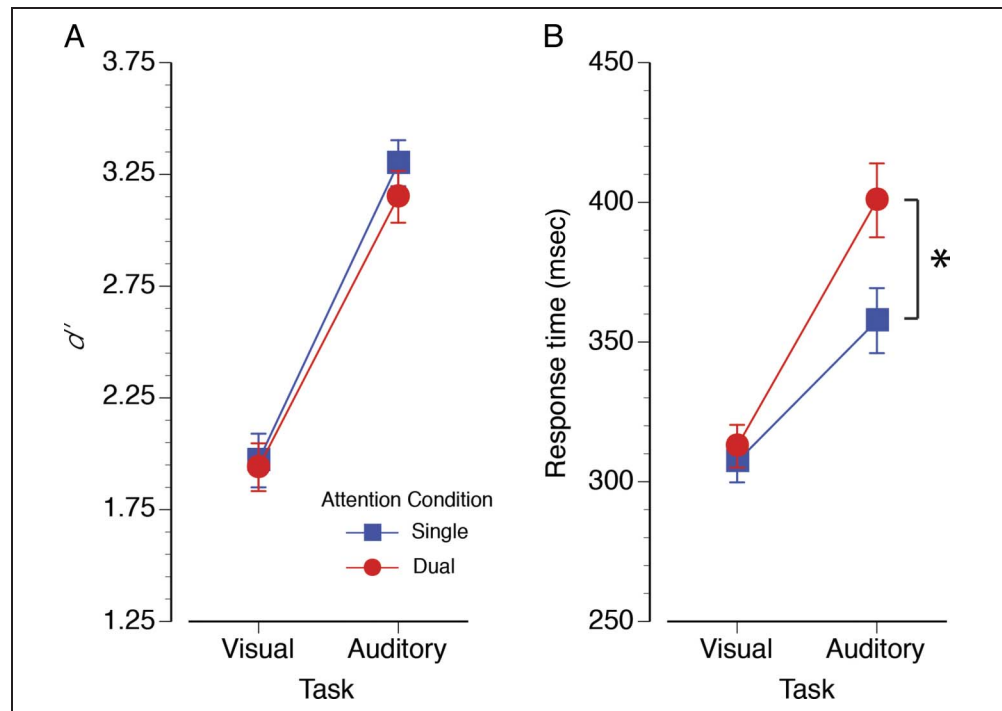 A
3.75
3.25
2.75
2.25
1.75
1.25
d'
Attention Condition
Single
Dual
Visual Auditory
Task
B
450
400
350
300
250
Response time (msec)
*
Visual Auditory
Task